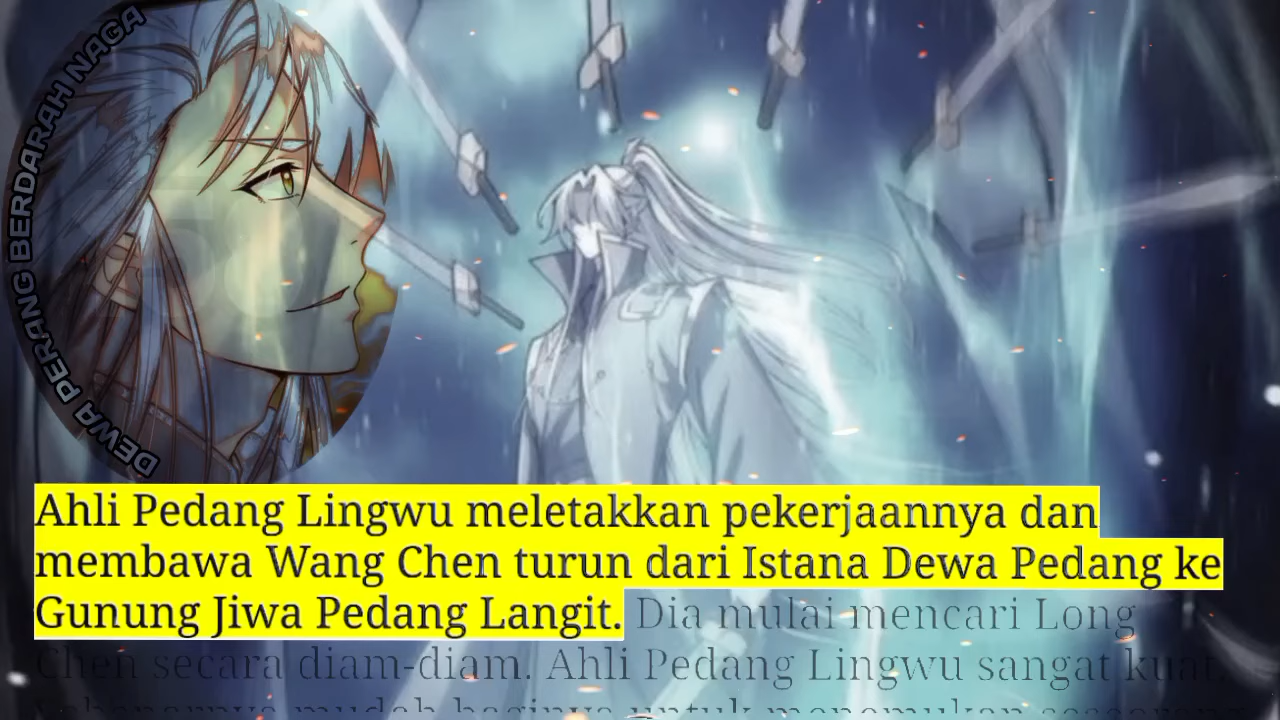 DEWA PERANG BERDARAH NAGA
Ahli Pedang Lingwu meletakkan pekerjaannya dan
membawa Wang Chen turun dari Istana Dewa Pedang ke
Gunung Jiwa Pedang Langit. Dia mulai mencari Long
Chen secara diam-diam. Ahli Pedang Lingwu sangat kuat.